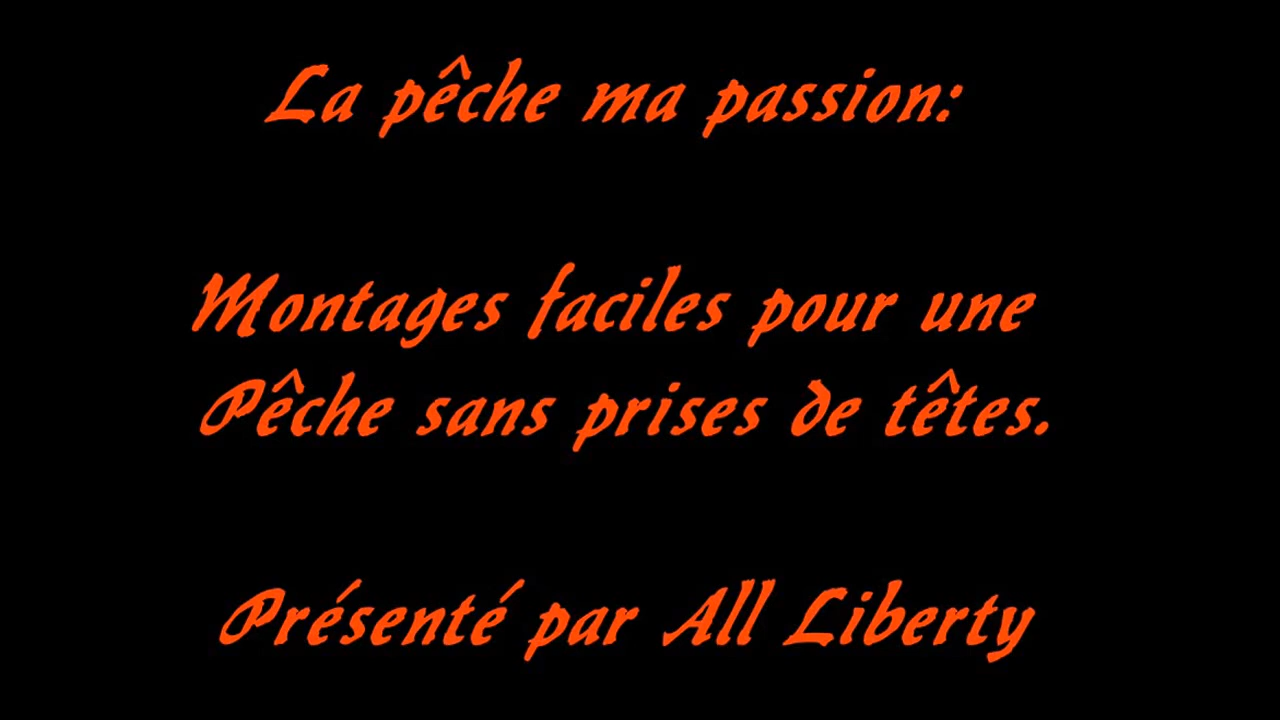 La pêche ma passion:
Montages faciles pour une
Pêche sans prises de têtes.
Présenté par All Liberty